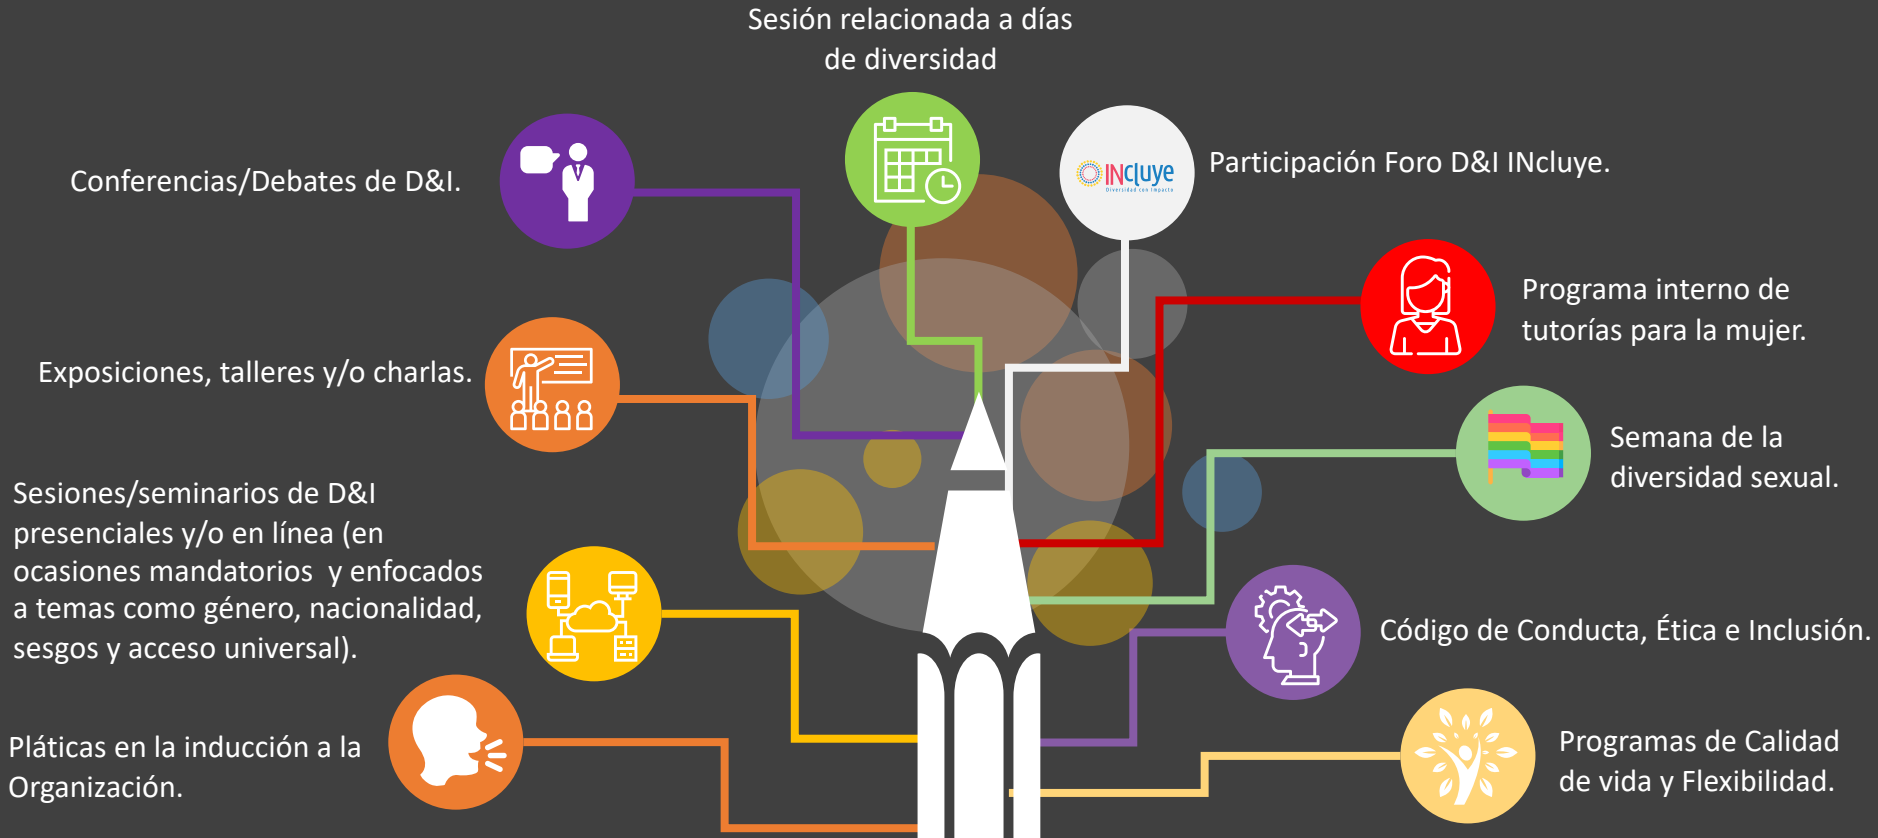 Sesión relacionada a días
de diversidad
Conferencias/Debates de D&I.
INcluye
Diversidad con Impacto
Participación Foro D&I INcluye.
Programa interno de
tutorías para la mujer.
Exposiciones, talleres y/o charlas.
Semana de la
diversidad sexual.
Sesiones/seminarios de D&I
presenciales y/o en línea (en
ocasiones mandatorios  y enfocados
a temas como género, nacionalidad,
sesgos y acceso universal).
Código de Conducta, Ética e Inclusión.
Pláticas en la inducción a la
Organización.
Programas de Calidad
de vida y Flexibilidad.